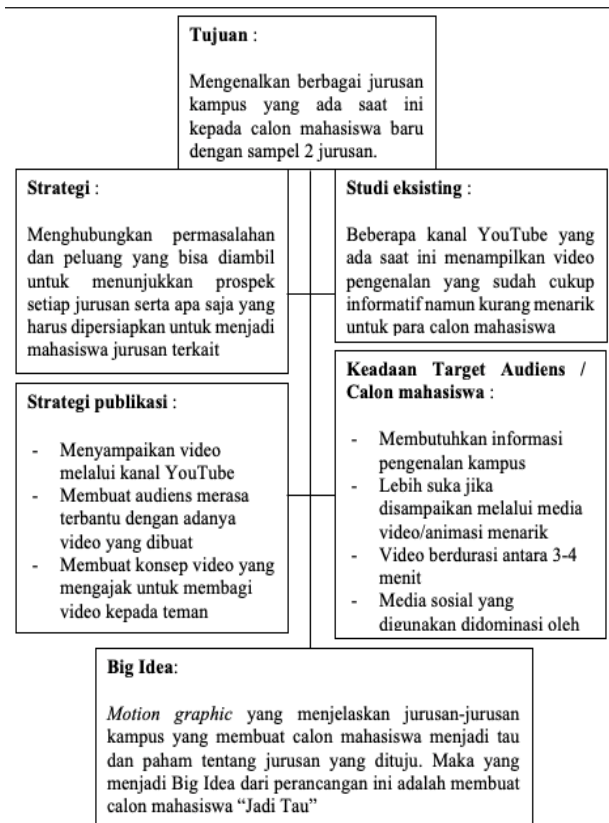 Tujuan :
Mengenalkan berbagai jurusan
kampus yang ada saat ini
kepada calon mahasiswa baru
dengan sampel 2 jurusan.
Strategi :
Menghubungkan permasalahan
dan peluang yang bisa diambil
untuk menunjukkan prospek
setiap jurusan serta apa saja yang
harus dipersiapkan untuk menjadi
mahasiswa jurusan terkait
Studi eksisting :
Beberapa kanal YouTube yang
ada saat ini menampilkan video
pengenalan yang sudah cukup
informatif namun kurang menarik
untuk para calon mahasiswa
Strategi publikasi :
- Menyampaikan video
melalui kanal YouTube
- Membuat audiens merasa
terbantu dengan adanya
video yang dibuat
- Membuat konsep video yang
mengajak untuk membagi
video kepada teman
Keadaan Target Audiens /
Calon mahasiswa :
- Membutuhkan informasi
pengenalan kampus
- Lebih suka jika
disampaikan melalui media
video/animasi menarik
- Video berdurasi antara 3-4
menit
- Media sosial yang
digunakan didominasi oleh
Big Idea:
Motion graphic yang menjelaskan jurusan-jurusan
kampus yang membuat calon mahasiswa menjadi tau
dan paham tentang jurusan yang dituju. Maka yang
menjadi Big Idea dari perancangan ini adalah membuat
calon mahasiswa “Jadi Tau”